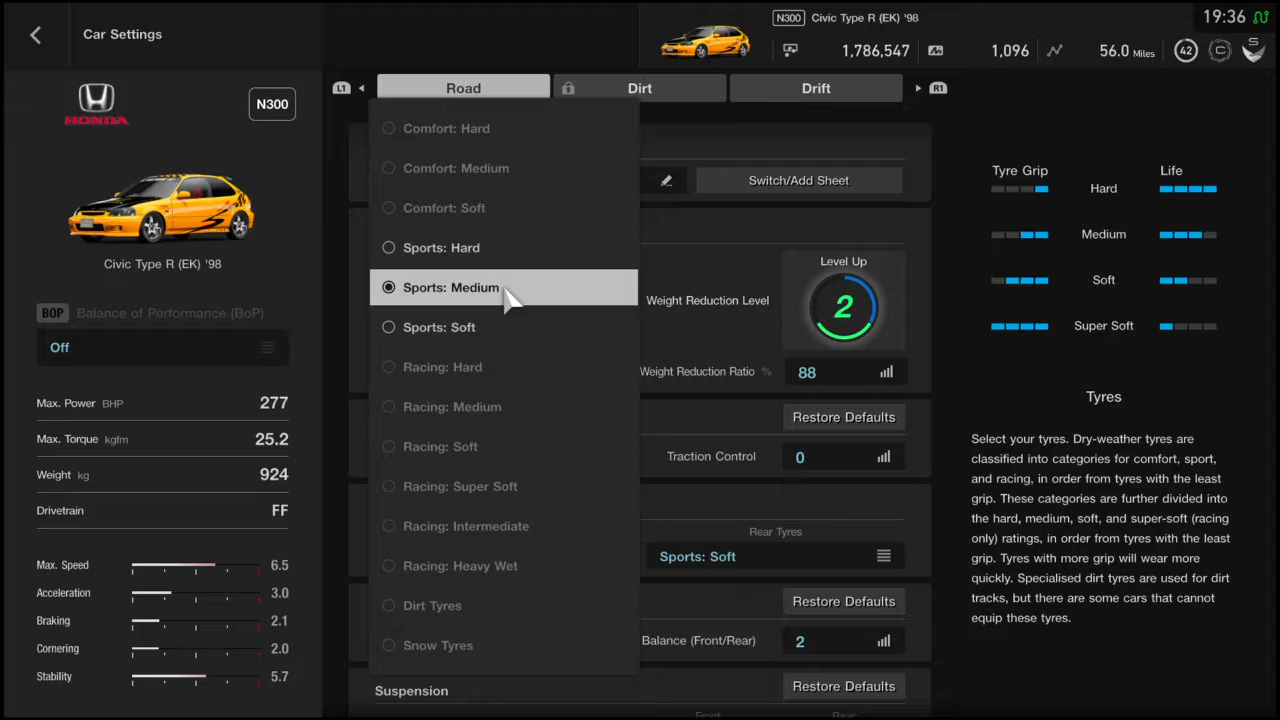 Car Settings
N300 Civic Type R (EK) '98
1,786,547
1,096
56.0 Miles
42
C
S
19:36
HONDA
N300
Civic Type R (EK) '98
BOP Balance of Performance (BoP)
Off
Max. Power BHP 277
Max. Torque kgfm 25.2
Weight kg 924
Drivetrain FF
Max. Speed 6.5
Acceleration 3.0
Braking 2.1
Cornering 2.0
Stability 5.7
L1 Road Dirt Drift R1
Comfort: Hard
Comfort: Medium
Comfort: Soft
Sports: Hard
Sports: Medium
Sports: Soft
Racing: Hard
Racing: Medium
Racing: Soft
Racing: Super Soft
Racing: Intermediate
Racing: Heavy Wet
Dirt Tyres
Snow Tyres
Switch/Add Sheet
Level Up
Weight Reduction Level 2
Weight Reduction Ratio % 88
Restore Defaults
Traction Control 0
Rear Tyres
Sports: Soft
Restore Defaults
Balance (Front/Rear) 2
Suspension Restore Defaults
Front Rear
Tyre Grip Life
Hard
Medium
Soft
Super Soft
Tyres
Select your tyres. Dry-weather tyres are
classified into categories for comfort, sport,
and racing, in order from tyres with the least
grip. These categories are further divided into
the hard, medium, soft, and super-soft (racing
only) ratings, in order from tyres with the least
grip. Tyres with more grip will wear more
quickly. Specialised dirt tyres are used for dirt
tracks, but there are some cars that cannot
equip these tyres.